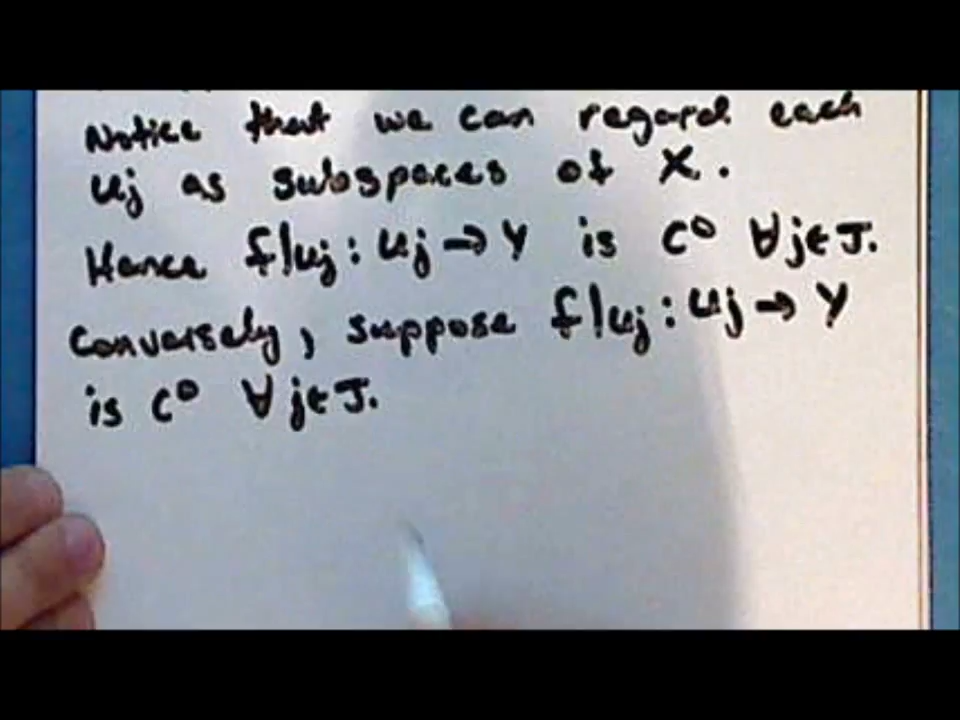 Notice that we can regard each
Uj as subspaces of X.
Hence f|Uj : Uj → Y is C⁰ ∀j∈J.
Conversely, suppose f|Uj : Uj → Y
is C⁰ ∀j∈J.